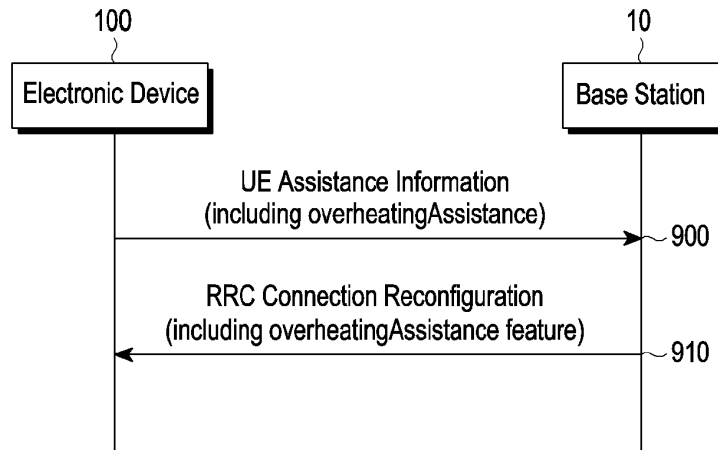 100
10
Electronic Device
Base Station
UE Assistance Information
(including overheatingAssistance)
900
RRC Connection Reconfiguration
(including overheatingAssistance feature)
910